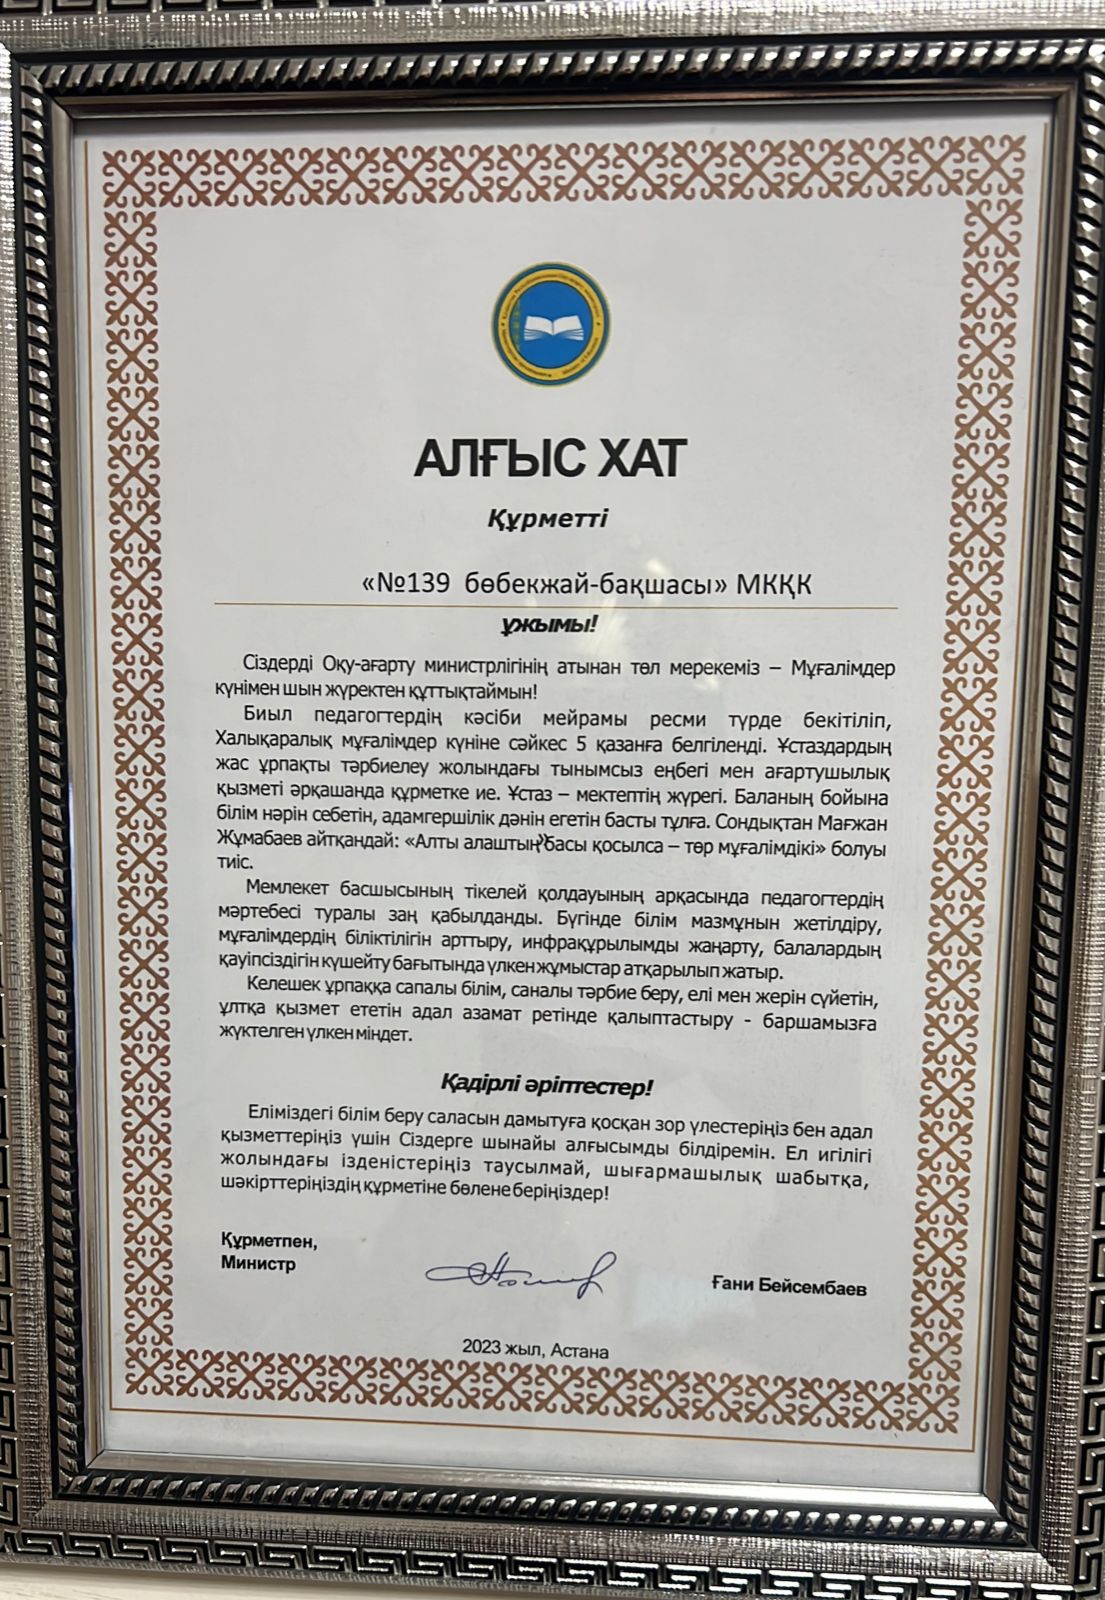 АЛҒЫС ХАТ
Құрметті
«№139 бөбекжай-бақшасы» МКҚК
ұжымы!
Сіздерді Оқу-ағарту министрлігінің атынан төл мерекеміз – Мұғалімдер
күнімен шын жүректен құттықтаймын!
Биыл педагогтердің кәсіби мейрамы ресми түрде бекітіліп,
Халықаралық мұғалімдер күніне сәйкес 5 қазанға белгіленді. Ұстаздардың
жас ұрпақты тәрбиелеу жолындағы тынымсыз еңбегі мен ағартушылық
қызметі әрқашанда құрметке ие. Ұстаз – мектептің жүрегі. Баланың бойына
білім нәрін себетін, адамгершілік дәнін егетін басты тұлға. Сондықтан Мағжан
Жұмабаев айтқандай: «Алты алаштың басы қосылса – төр мұғалімдікі» болуы
тиіс.
Мемлекет басшысының тікелей қолдауының арқасында педагогтердің
мәртебесі туралы заң қабылданды. Бүгінде білім мазмұнын жетілдіру,
мұғалімдердің біліктілігін арттыру, инфрақұрылымды жаңарту, балалардың
қауіпсіздігін күшейту бағытында үлкен жұмыстар атқарылып жатыр.
Келешек ұрпаққа сапалы білім, саналы тәрбие беру, елі мен жерін сүйетін,
ұлтқа қызмет ететін адал азамат ретінде қалыптастыру - баршамызға
жүктелген үлкен міндет.
Қадірлі әріптестер!
Еліміздегі білім беру саласын дамытуға қосқан зор үлестеріңіз бен адал
қызметтеріңіз үшін Сіздерге шынайы алғысымды білдіремін. Ел игілігі
жолындағы ізденістеріңіз таусылмай, шығармашылық шабытқа,
шәкірттеріңіздің құрметіне бөлене беріңіздер!
Құрметпен,
Министр
Ғани Бейсембаев
2023 жыл, Астана